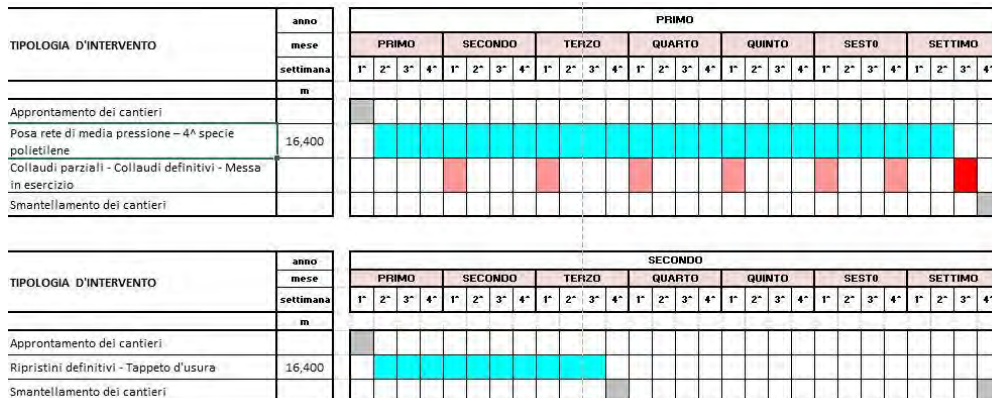 anno PRIMO
TIPOLOGIA D'INTERVENTO mese PRIMO SECONDO TERZO QUARTO QUINTO SEST0 SETTIMO
settimana 1^ 2^ 3^ 4^ 1^ 2^ 3^ 4^ 1^ 2^ 3^ 4^ 1^ 2^ 3^ 4^ 1^ 2^ 3^ 4^ 1^ 2^ 3^ 4^ 1^ 2^ 3^ 4^
m
Approntamento dei cantieri
Posa rete di media pressione – 4^ specie
polietilene 16,400
Collaudi parziali - Collaudi definitivi - Messa
in esercizio
Smantellamento dei cantieri
anno SECONDO
TIPOLOGIA D'INTERVENTO mese PRIMO SECONDO TERZO QUARTO QUINTO SEST0 SETTIMO
settimana 1^ 2^ 3^ 4^ 1^ 2^ 3^ 4^ 1^ 2^ 3^ 4^ 1^ 2^ 3^ 4^ 1^ 2^ 3^ 4^ 1^ 2^ 3^ 4^ 1^ 2^ 3^ 4^
m
Approntamento dei cantieri
Ripristini definitivi - Tappeto d'usura 16,400
Smantellamento dei cantieri